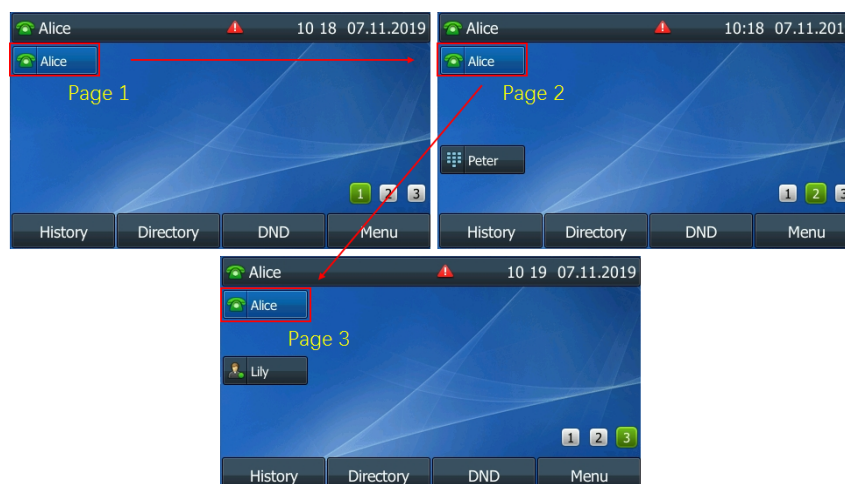 Alice 10 18 07.11.2019
Alice
Page 1
1 2 3
History Directory DND Menu
Alice 10:18 07.11.201
Alice
Page 2
Peter
1 2 3
History Directory DND Menu
Alice 10 19 07.11.2019
Alice
Page 3
Lily
1 2 3
History Directory DND Menu